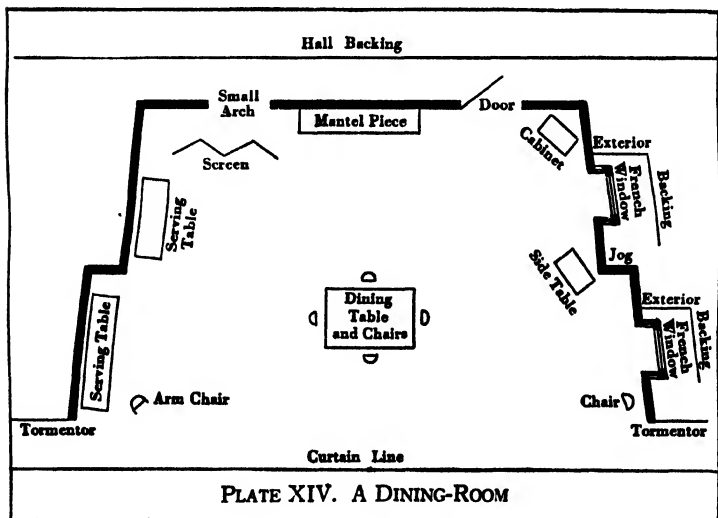 Hall Backing
Small
Arch
Mantel Piece
Door
Screen
Cabinet
Exterior
French
Window
Backing
Serving
Table
Side Table
Jog
Dining
Table
and Chairs
Exterior
French
Window
Backing
Serving Table
Arm Chair
Chair
Tormentor
Tormentor
Curtain Line
PLATE XIV. A DINING-ROOM